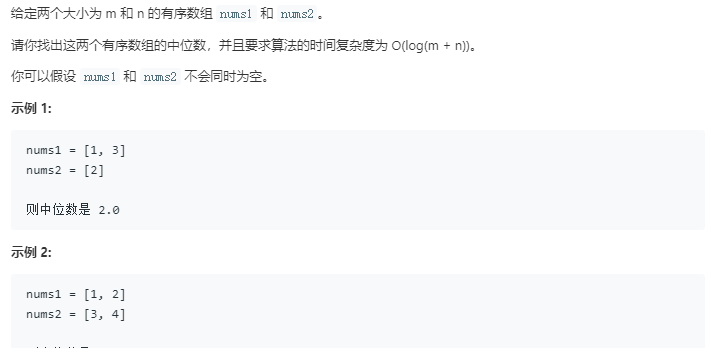 给定两个大小为 m 和 n 的有序数组 nums1 和 nums2。
请你找出这两个有序数组的中位数，并且要求算法的时间复杂度为 O(log(m + n))。
你可以假设 nums1 和 nums2 不会同时为空。
示例 1:
nums1 = [1, 3]
nums2 = [2]
则中位数是 2.0
示例 2:
nums1 = [1, 2]
nums2 = [3, 4]